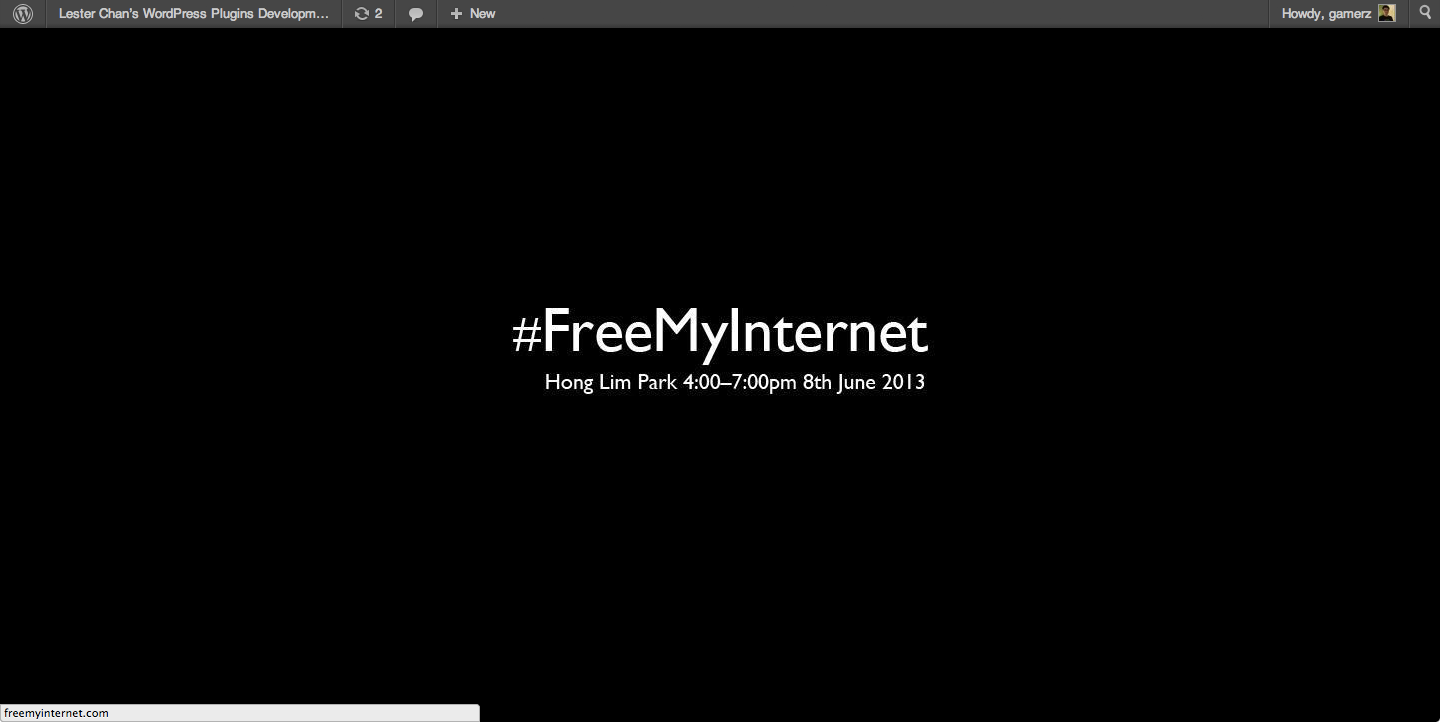 Lester Chan's WordPress Plugins Developm... 2 New Howdy, gamerz
#FreeMyInternet
Hong Lim Park 4:00–7:00pm 8th June 2013
freemyinternet.com